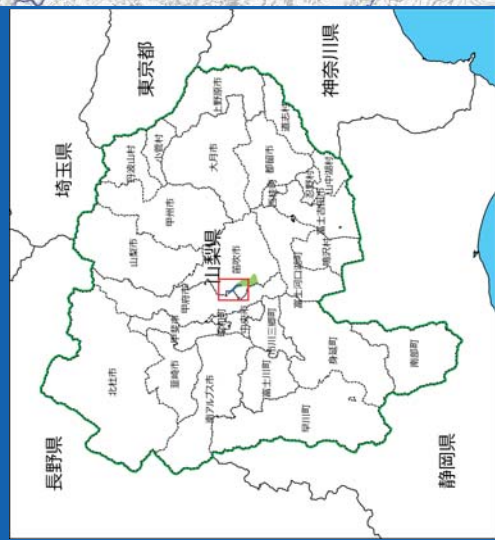 埼玉県
東京都
長野県
山梨県
神奈川県
静岡県
北杜市
韮崎市
甲斐市
甲府市
山梨市
甲州市
丹波山村
小菅村
上野原市
大月市
都留市
道志村
西桂町
忍野村
山中湖村
富士吉田市
鳴沢村
富士河口湖町
笛吹市
昭和町
中央市
市川三郷町
南アルプス市
富士川町
早川町
身延町
南部町